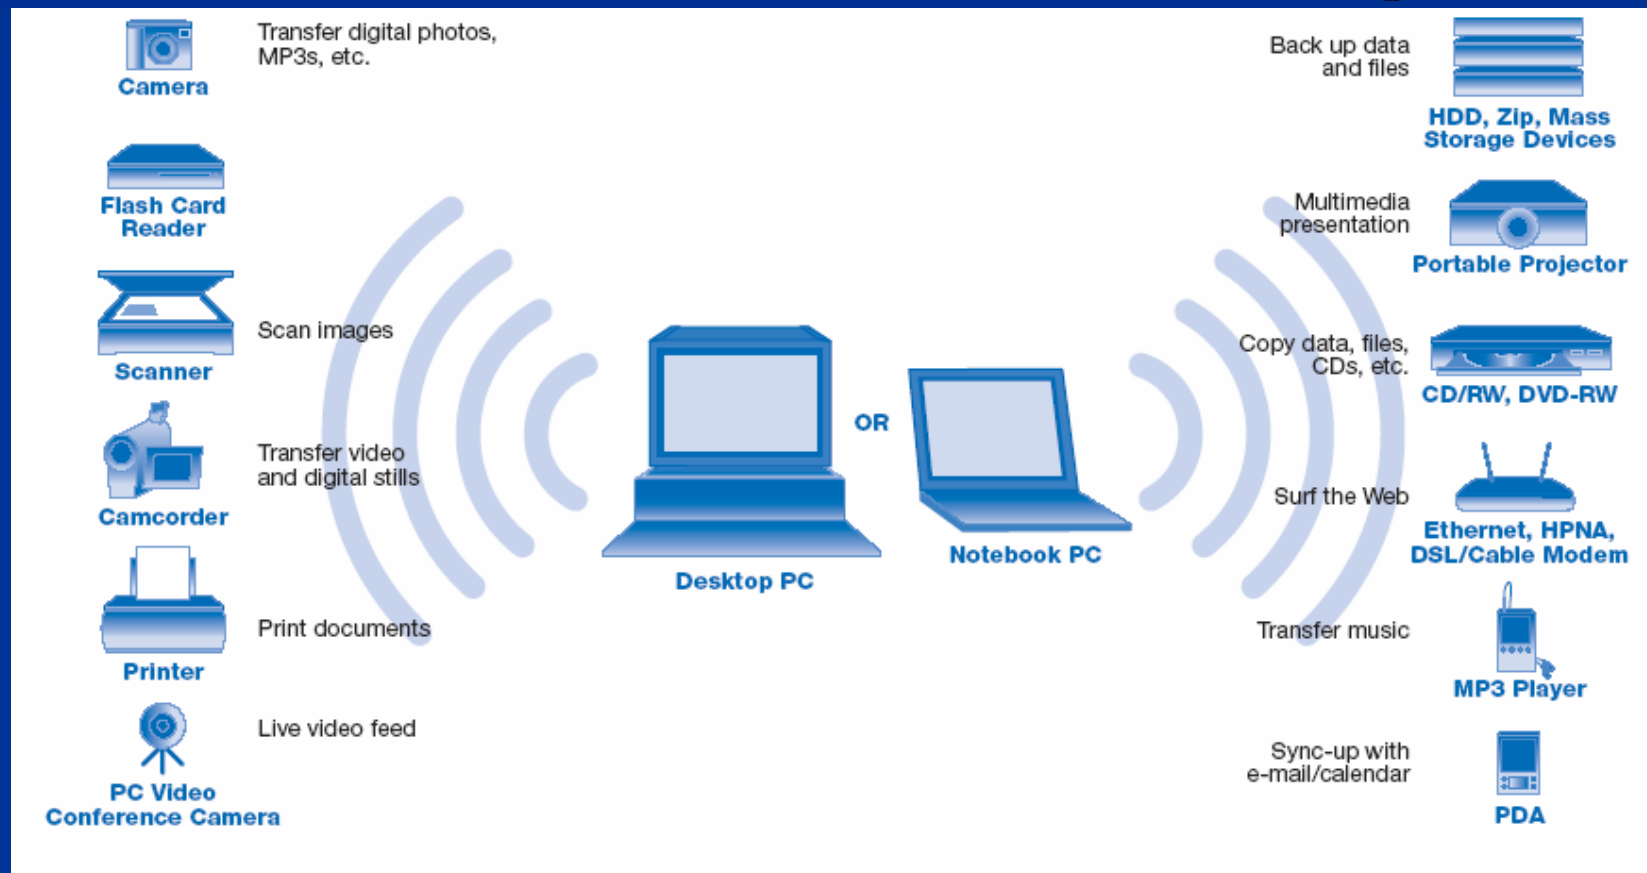 Transfer digital photos,
MP3s, etc.
Camera
Flash Card
Reader
Scan images
Scanner
Transfer video
and digital stills
Camcorder
Print documents
Printer
Live video feed
PC Video
Conference Camera
Desktop PC
OR
Notebook PC
Back up data
and files
HDD, Zip, Mass
Storage Devices
Multimedia
presentation
Portable Projector
Copy data, files,
CDs, etc.
CD/RW, DVD-RW
Surf the Web
Ethernet, HPNA,
DSL/Cable Modem
Transfer music
MP3 Player
Sync-up with
e-mail/calendar
PDA